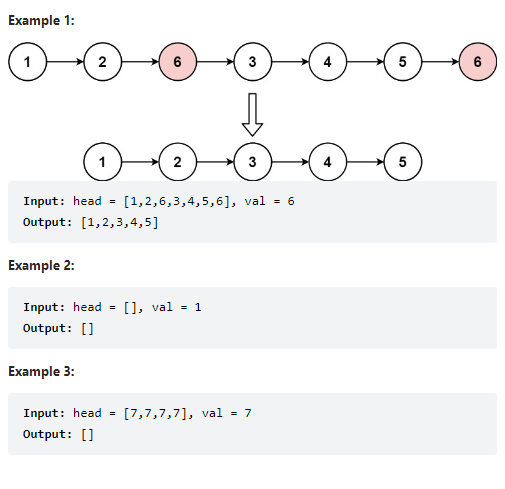 Example 1:
1 2 6 3 4 5 6
1 2 3 4 5
Input: head = [1,2,6,3,4,5,6], val = 6
Output: [1,2,3,4,5]
Example 2:
Input: head = [], val = 1
Output: []
Example 3:
Input: head = [7,7,7,7], val = 7
Output: []